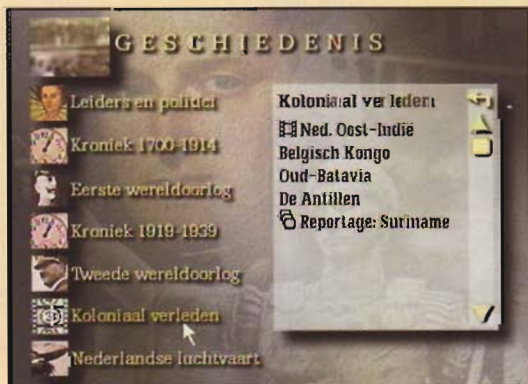 GESCHIEDENIS
Leiders en politici
Kroniek 1700-1914
Eerste wereldoorlog
Kroniek 1919-1939
Tweede wereldoorlog
Koloniaal verleden
Nederlandse luchtvaart
Koloniaal verleden
Ned. Oost-Indië
Belgisch Kongo
Oud-Batavia
De Antillen
Reportage: Suriname